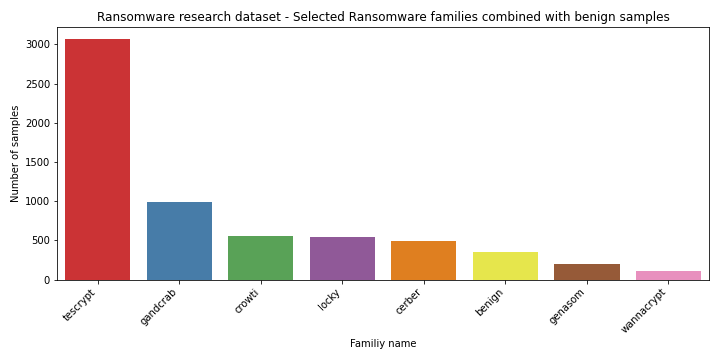 Ransomware research dataset - Selected Ransomware families combined with benign samples
Number of samples
3000
2500
2000
1500
1000
500
0
tescrypt
gandcrab
crowti
locky
cerber
benign
genasom
wannacrypt
Familiy name